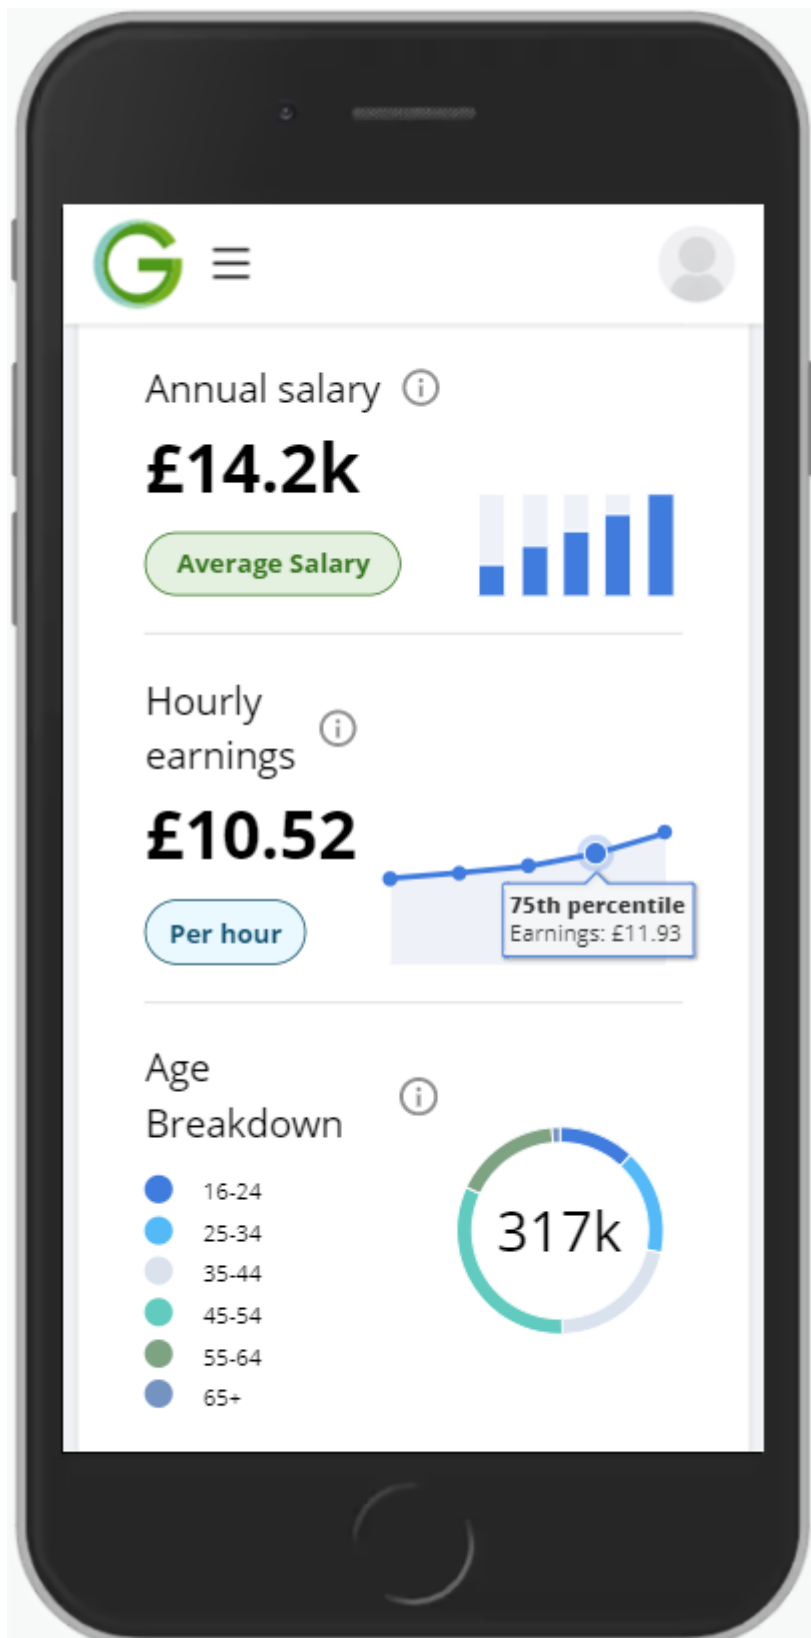 G
Annual salary
£14.2k
Average Salary
Hourly
earnings
£10.52
Per hour
75th percentile
Earnings: £11.93
Age
Breakdown
16-24
25-34
35-44
45-54
55-64
65+
317k